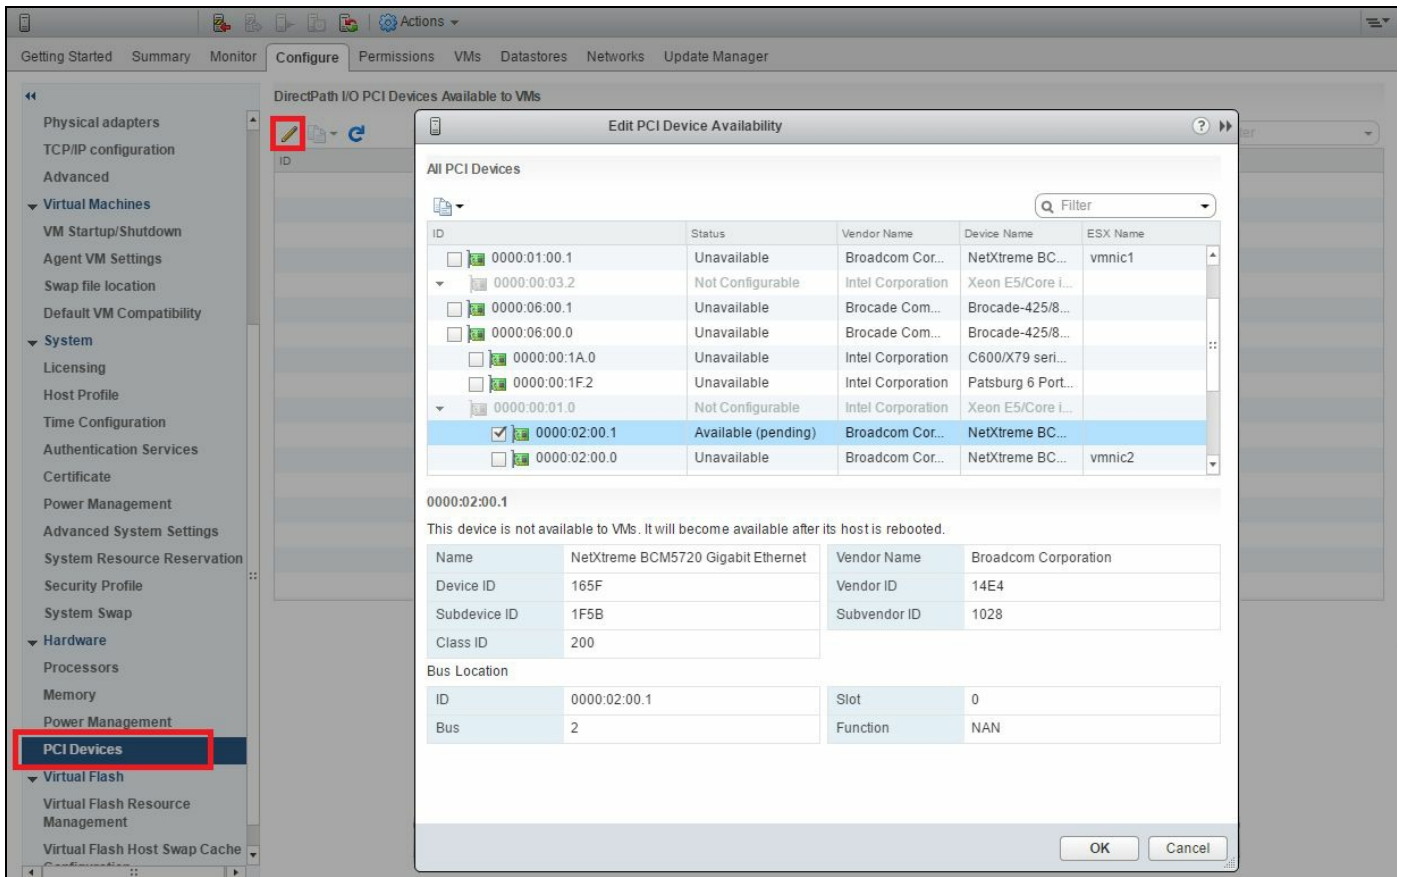 Actions
Getting Started Summary Monitor Configure Permissions VMs Datastores Networks Update Manager
DirectPath I/O PCI Devices Available to VMs
Physical adapters
TCP/IP configuration
Advanced
Virtual Machines
VM Startup/Shutdown
Agent VM Settings
Swap file location
Default VM Compatibility
System
Licensing
Host Profile
Time Configuration
Authentication Services
Certificate
Power Management
Advanced System Settings
System Resource Reservation
Security Profile
System Swap
Hardware
Processors
Memory
Power Management
PCI Devices
Virtual Flash
Virtual Flash Resource
Management
Virtual Flash Host Swap Cache
ID
Edit PCI Device Availability
All PCI Devices
Filter
ID Status Vendor Name Device Name ESX Name
0000:01:00.1 Unavailable Broadcom Cor... NetXtreme BC... vmnic1
0000:00:03.2 Not Configurable Intel Corporation Xeon E5/Core i...
0000:06:00.1 Unavailable Brocade Com... Brocade-425/8...
0000:06:00.0 Unavailable Brocade Com... Brocade-425/8...
0000:00:1A.0 Unavailable Intel Corporation C600/X79 seri...
0000:00:1F.2 Unavailable Intel Corporation Patsburg 6 Port...
0000:00:01.0 Not Configurable Intel Corporation Xeon E5/Core i...
0000:02:00.1 Available (pending) Broadcom Cor... NetXtreme BC...
0000:02:00.0 Unavailable Broadcom Cor... NetXtreme BC... vmnic2
0000:02:00.1
This device is not available to VMs. It will become available after its host is rebooted.
Name NetXtreme BCM5720 Gigabit Ethernet Vendor Name Broadcom Corporation
Device ID 165F Vendor ID 14E4
Subdevice ID 1F5B Subvendor ID 1028
Class ID 200
Bus Location
ID 0000:02:00.1 Slot 0
Bus 2 Function NAN
OK Cancel